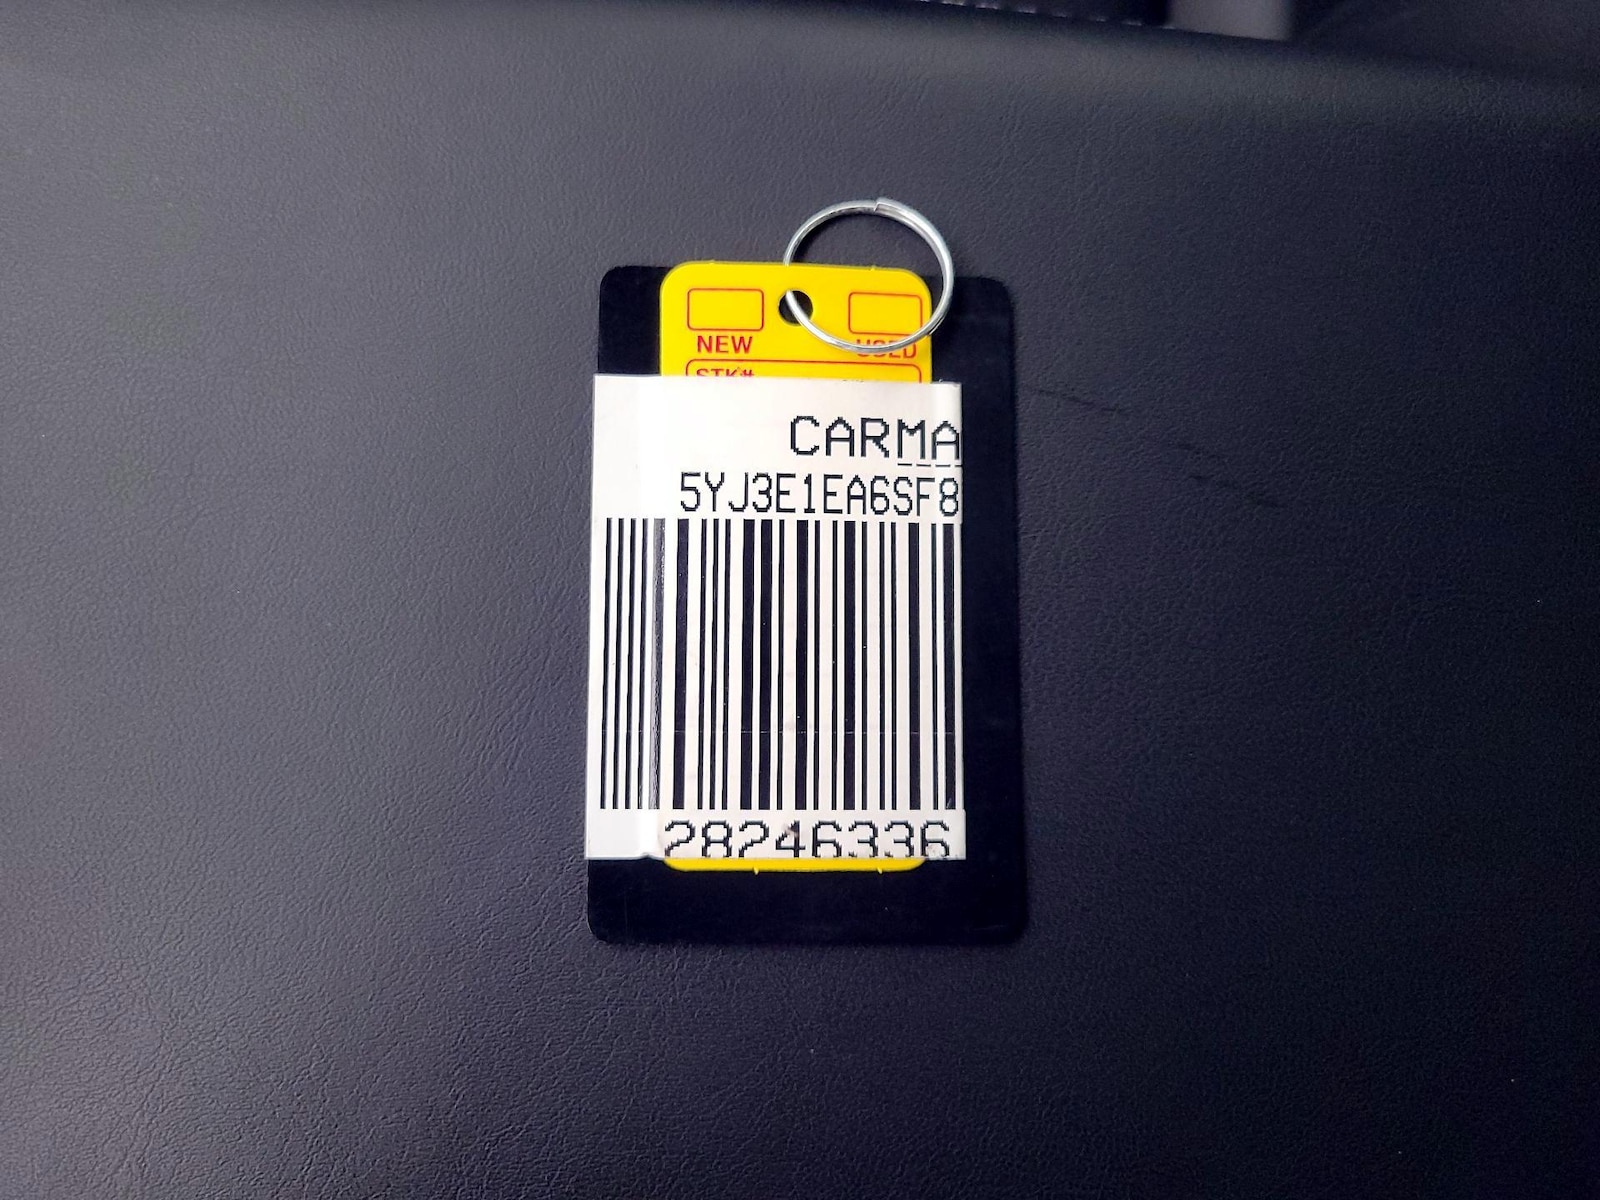 NEW USED
STK#
CARMA
5YJ3E1EA6SF8
28246336